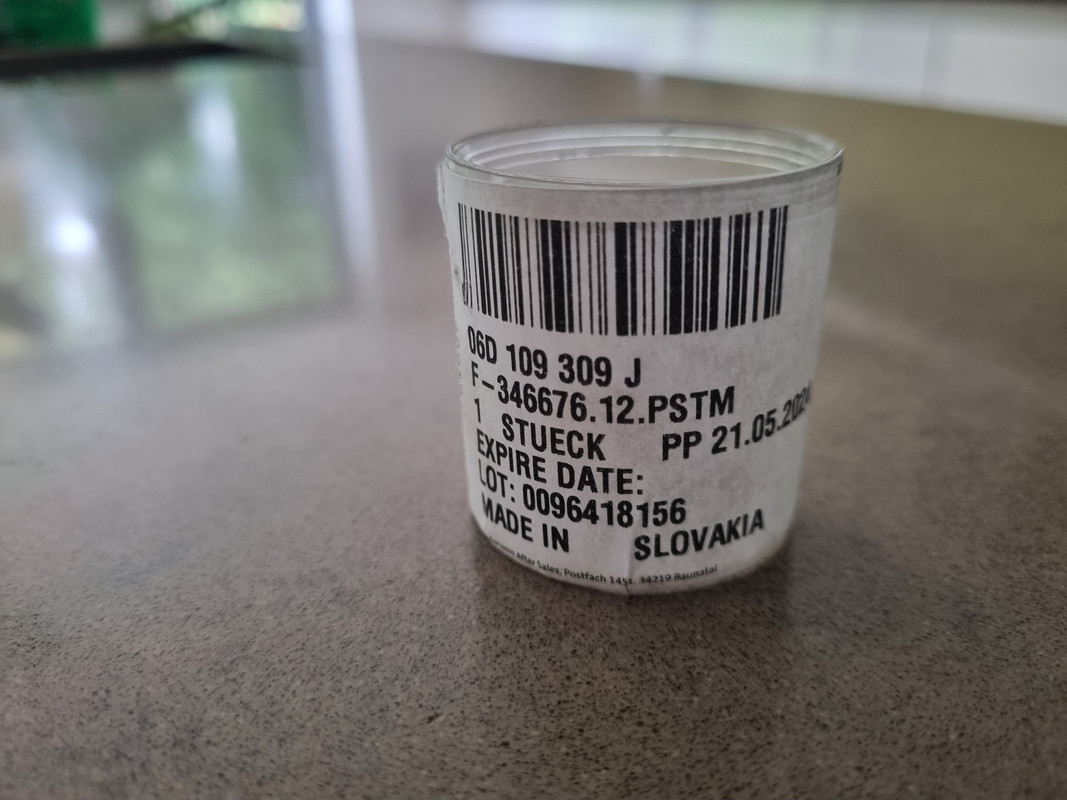 06D 109 309 J
F-346676.12.PSTM
1 STUECK PP 21.05.2024
EXPIRE DATE:
LOT: 0096418156
MADE IN SLOVAKIA
After Sales, Postfach 1451, 34219 Baunatal